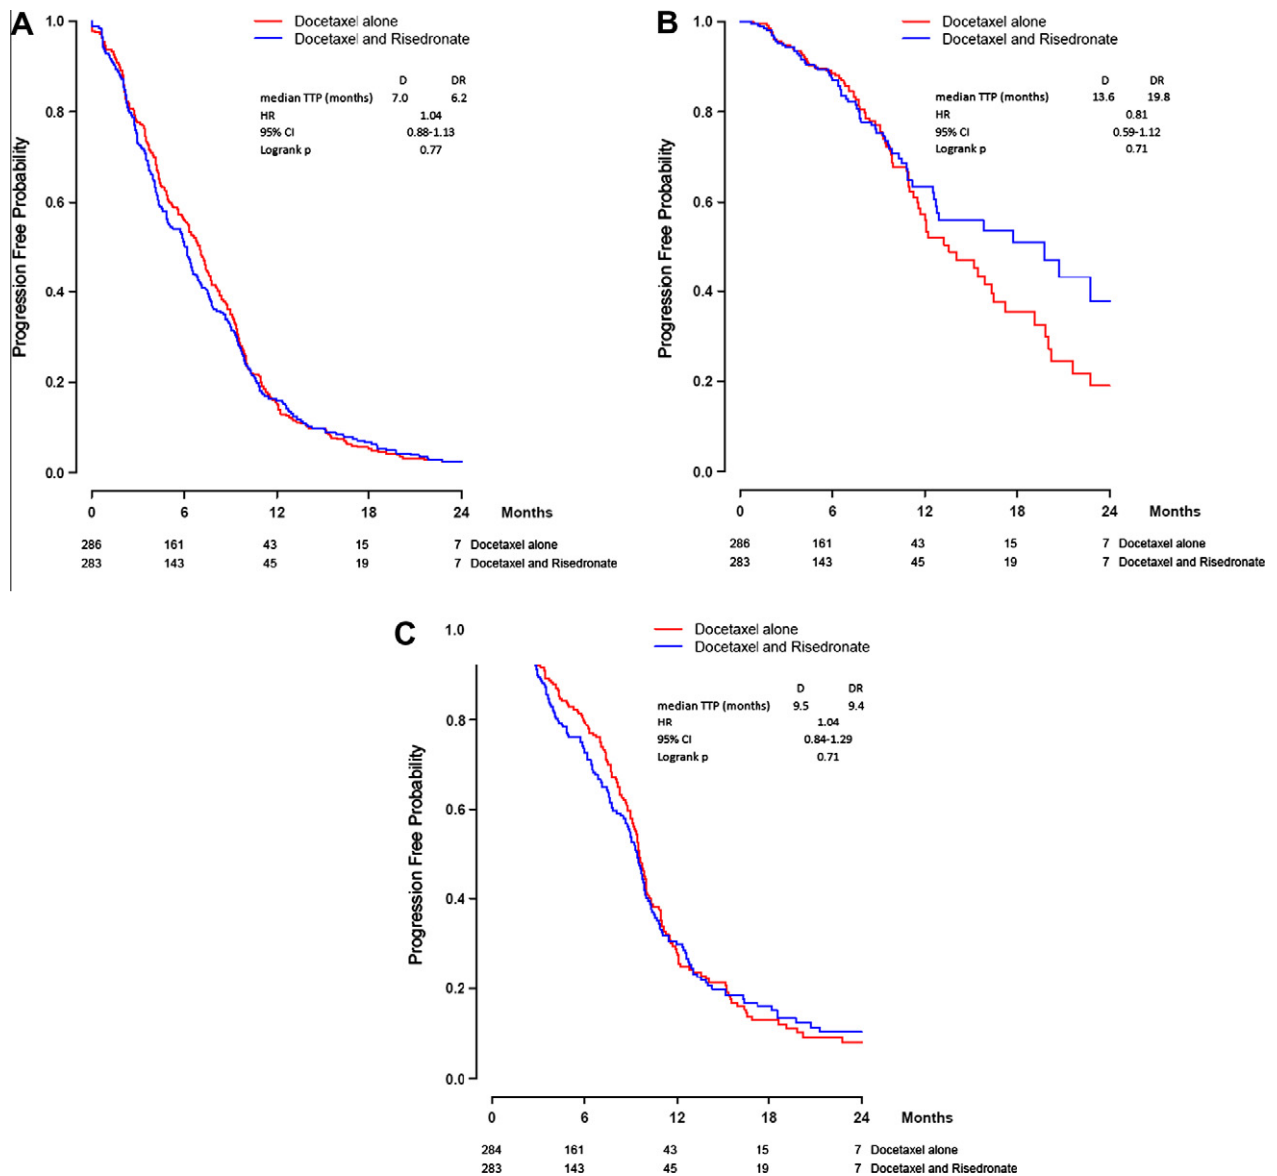 A
1.0
Docetaxel alone
Docetaxel and Risedronate
D DR
median TTP (months) 7.0 6.2
HR 1.04
95% CI 0.88-1.13
Logrank p 0.77
0.8
0.6
0.4
0.2
0.0
Progression Free Probability
0 6 12 18 24 Months
286 161 43 15 7 Docetaxel alone
283 143 45 19 7 Docetaxel and Risedronate
B
1.0
Docetaxel alone
Docetaxel and Risedronate
D DR
median TTP (months) 13.6 19.8
HR 0.81
95% CI 0.59-1.12
Logrank p 0.71
0.8
0.6
0.4
0.2
0.0
Progression Free Probability
0 6 12 18 24 Months
286 161 43 15 7 Docetaxel alone
283 143 45 19 7 Docetaxel and Risedronate
C
1.0
Docetaxel alone
Docetaxel and Risedronate
D DR
median TTP (months) 9.5 9.4
HR 1.04
95% CI 0.84-1.29
Logrank p 0.71
0.8
0.6
0.4
0.2
0.0
Progression Free Probability
0 6 12 18 24 Months
284 161 43 15 7 Docetaxel alone
283 143 45 19 7 Docetaxel and Risedronate